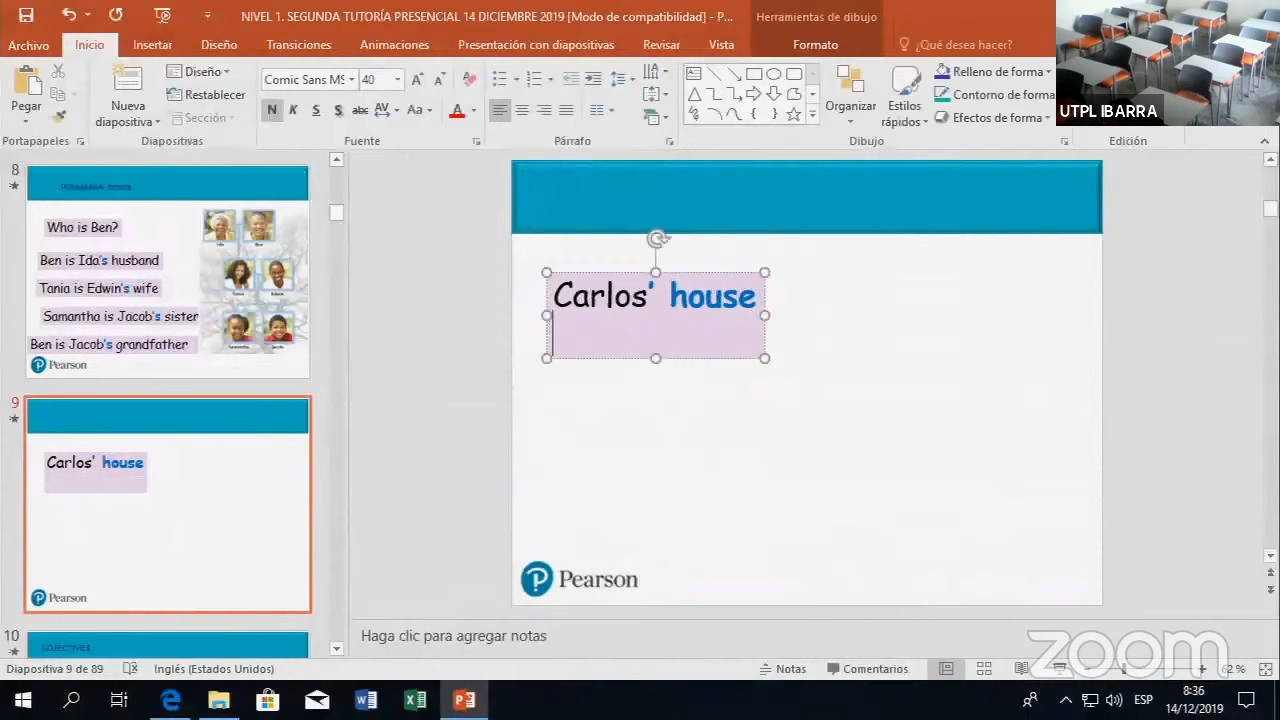 NIVEL 1. SEGUNDA TUTORÍA PRESENCIAL 14 DICIEMBRE 2019 [Modo de compatibilidad] - P...
Herramientas de dibujo
Archivo Inicio Insertar Diseño Transiciones Animaciones Presentación con diapositivas Revisar Vista Formato ¿Qué desea hacer?
UTPL IBARRA
Pegar
Nueva diapositiva
Diseño
Restablecer
Sección
Comic Sans MS 40
N K S S abc AV Aa A
Organizar
Estilos rápidos
Relleno de forma
Contorno de forma
Efectos de forma
Portapapeles Diapositivas Fuente Párrafo Dibujo Edición
8
Who is Ben?
Ben is Ida's husband
Tania is Edwin's wife
Samantha is Jacob's sister
Ben is Jacob's grandfather
Pearson
9
Carlos' house
Pearson
10
ADJECTIVES
Carlos' house
Pearson
Haga clic para agregar notas
zoom
Diapositiva 9 de 89 Inglés (Estados Unidos) Notas Comentarios 62 %
ESP
8:36
14/12/2019